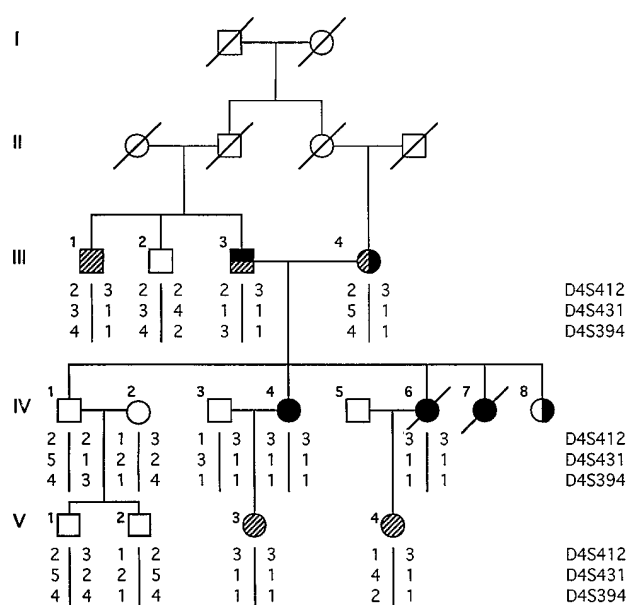 I
II
1 2 3 4
III
2 3 2 2 2 3 2 3 D4S412
3 1 3 4 1 1 5 1 D4S431
4 1 4 2 3 1 4 1 D4S394
1 2 3 4 5 6 7 8
IV
2 2 1 3 1 3 3 3 3 3 D4S412
5 1 2 2 3 1 1 1 1 1 D4S431
4 3 1 4 1 1 1 1 1 1 D4S394
V 1 2 3 4
2 3 1 2 3 3 1 3 D4S412
5 2 2 5 1 1 4 1 D4S431
4 4 1 4 1 1 2 1 D4S394